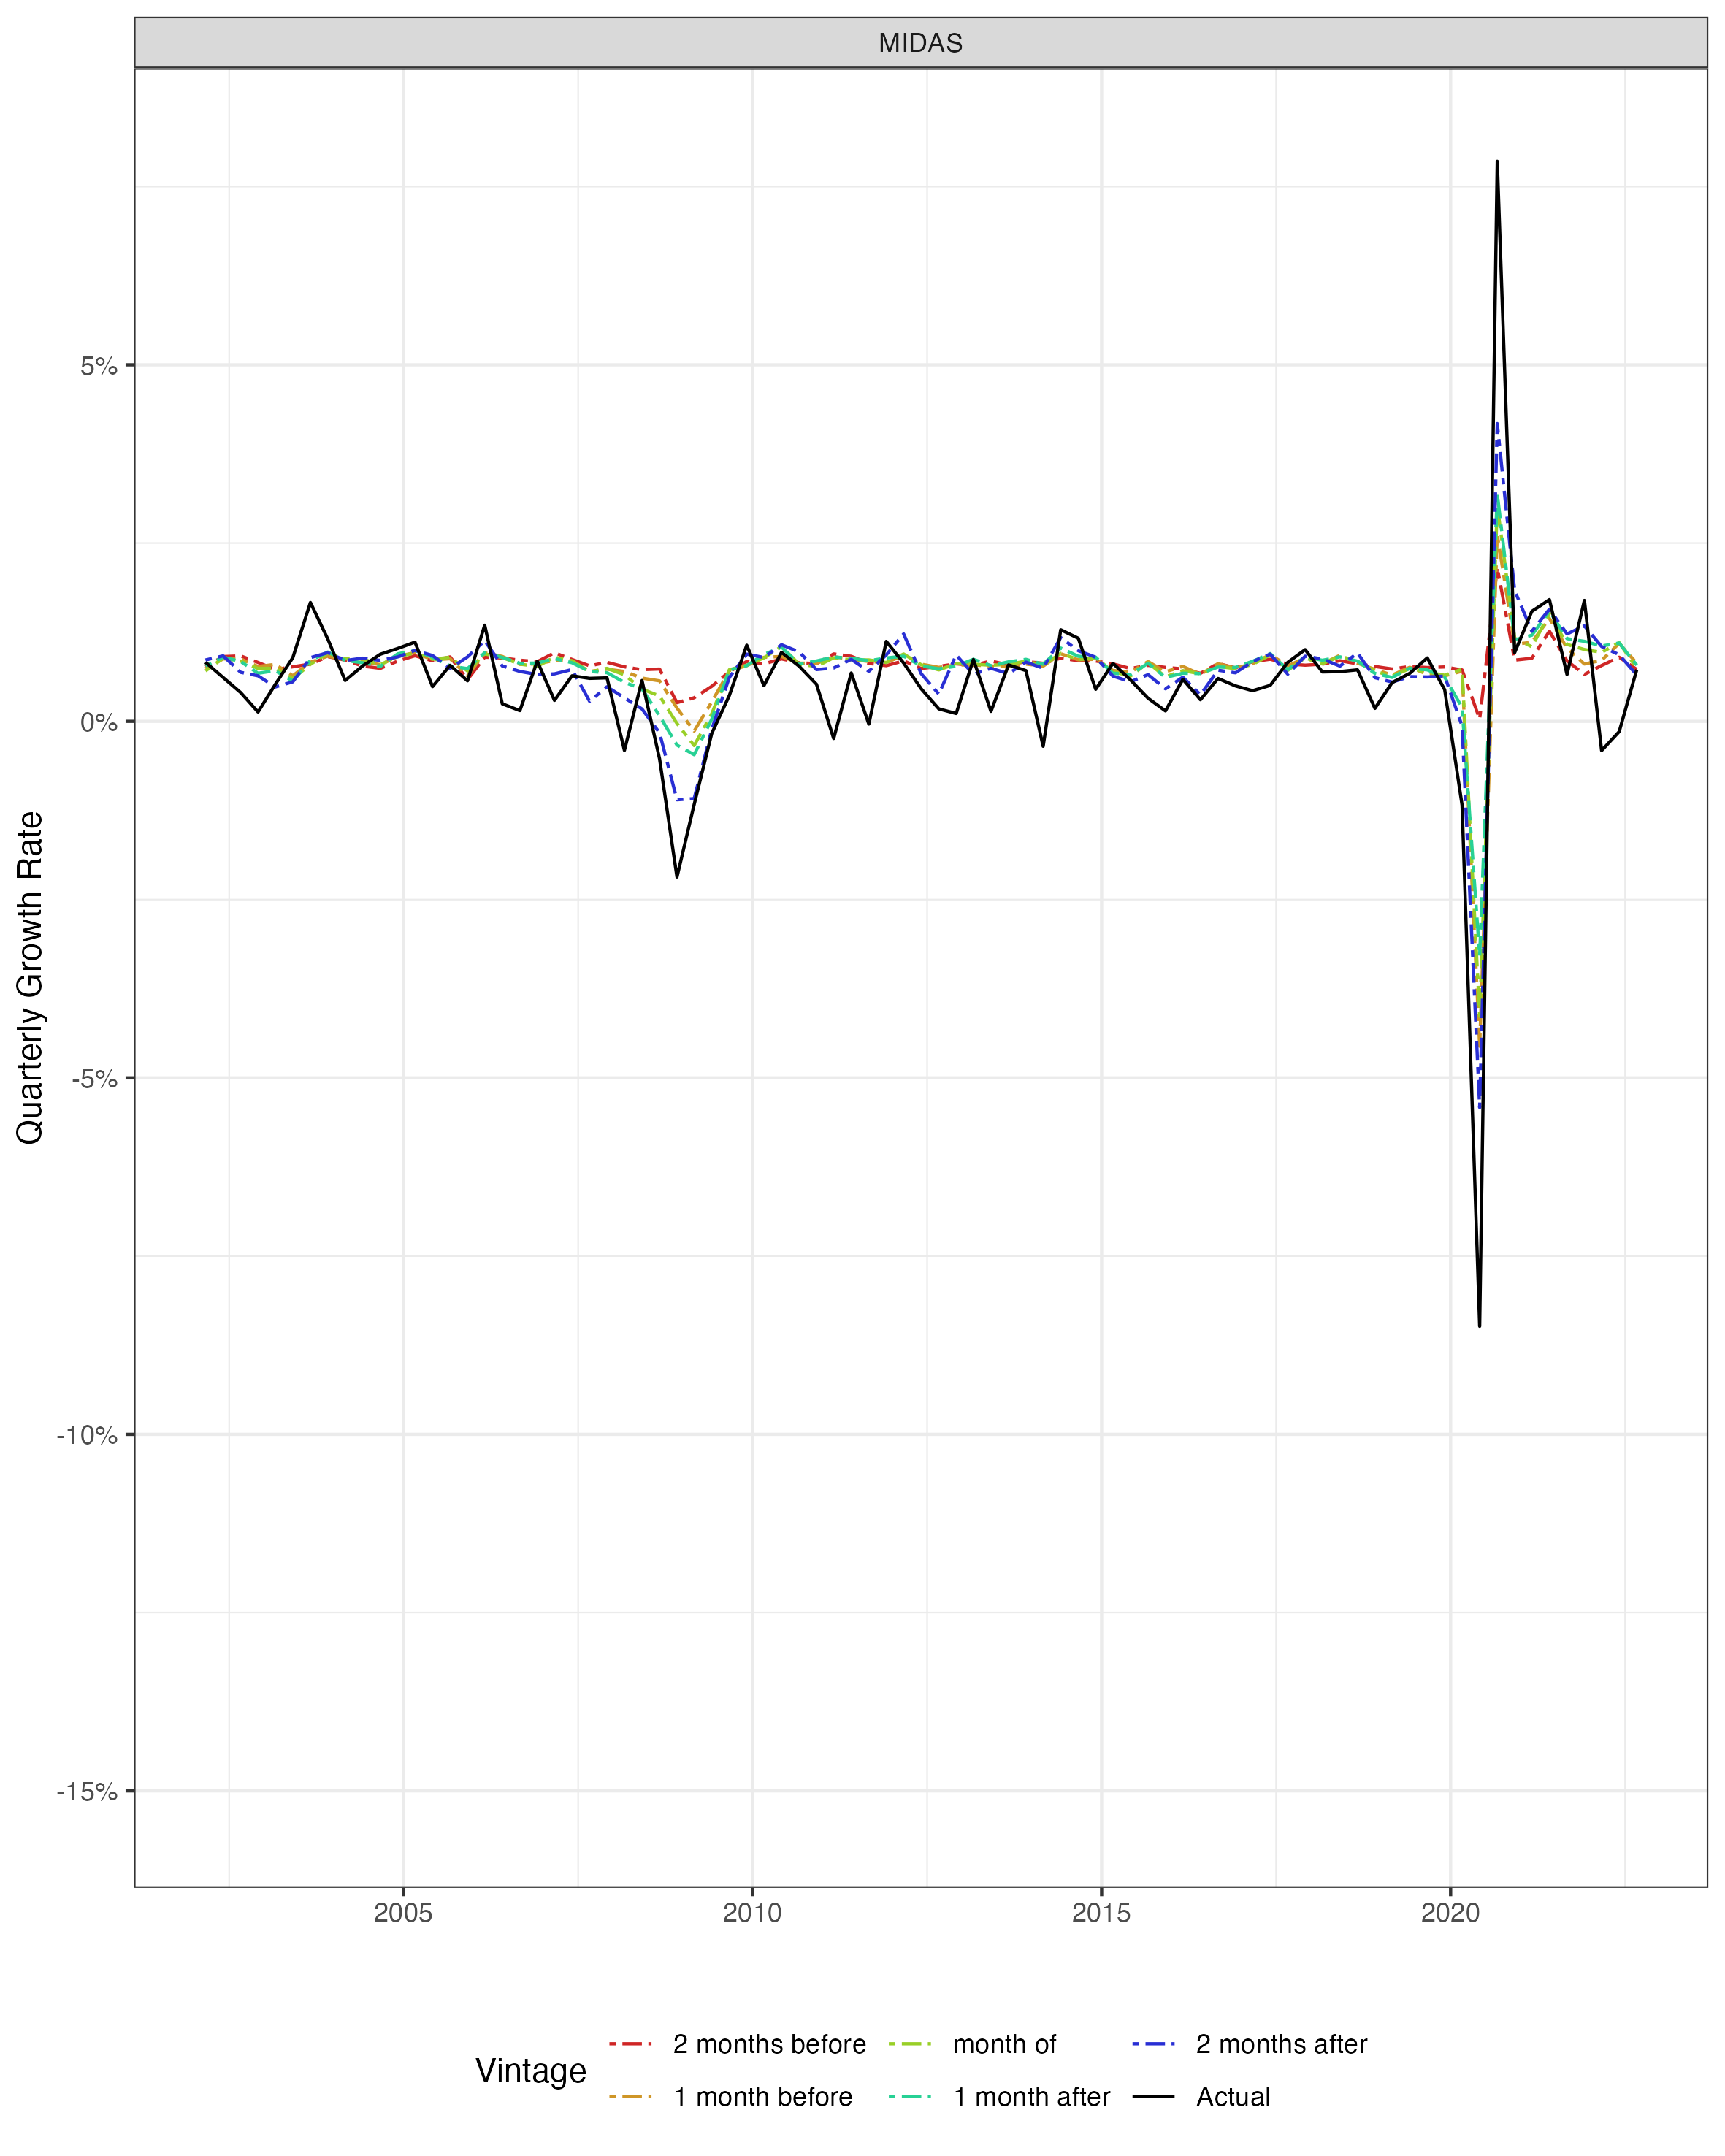 MIDAS
5%
0%
-5%
-10%
-15%
Quarterly Growth Rate
2005 2010 2015 2020
Vintage
2 months before month of 2 months after
1 month before 1 month after Actual